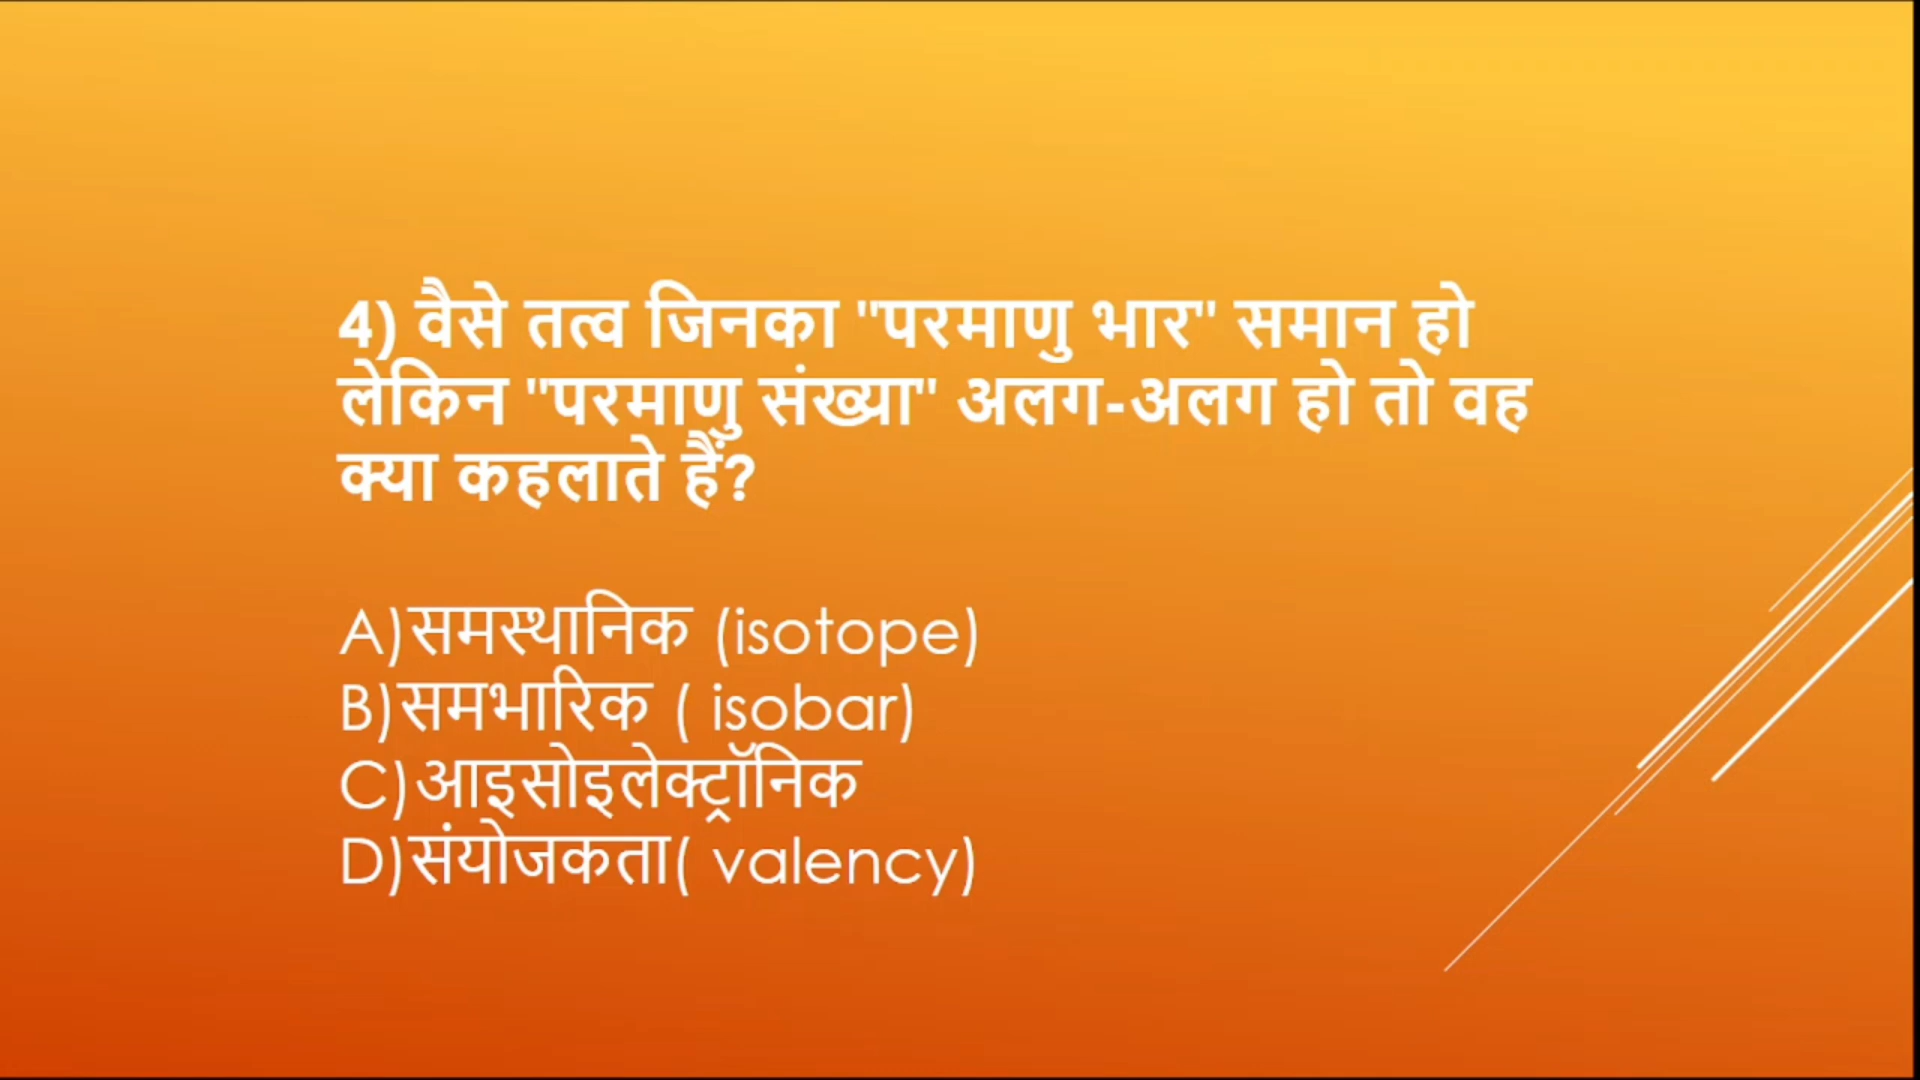 4) वैसे तत्व जिनका "परमाणु भार" समान हो
लेकिन "परमाणु संख्या" अलग-अलग हो तो वह
क्या कहलाते हैं?
A)समस्थानिक (isotope)
B)समभारिक ( isobar)
C)आइसोइलेक्ट्रॉनिक
D)संयोजकता( valency)